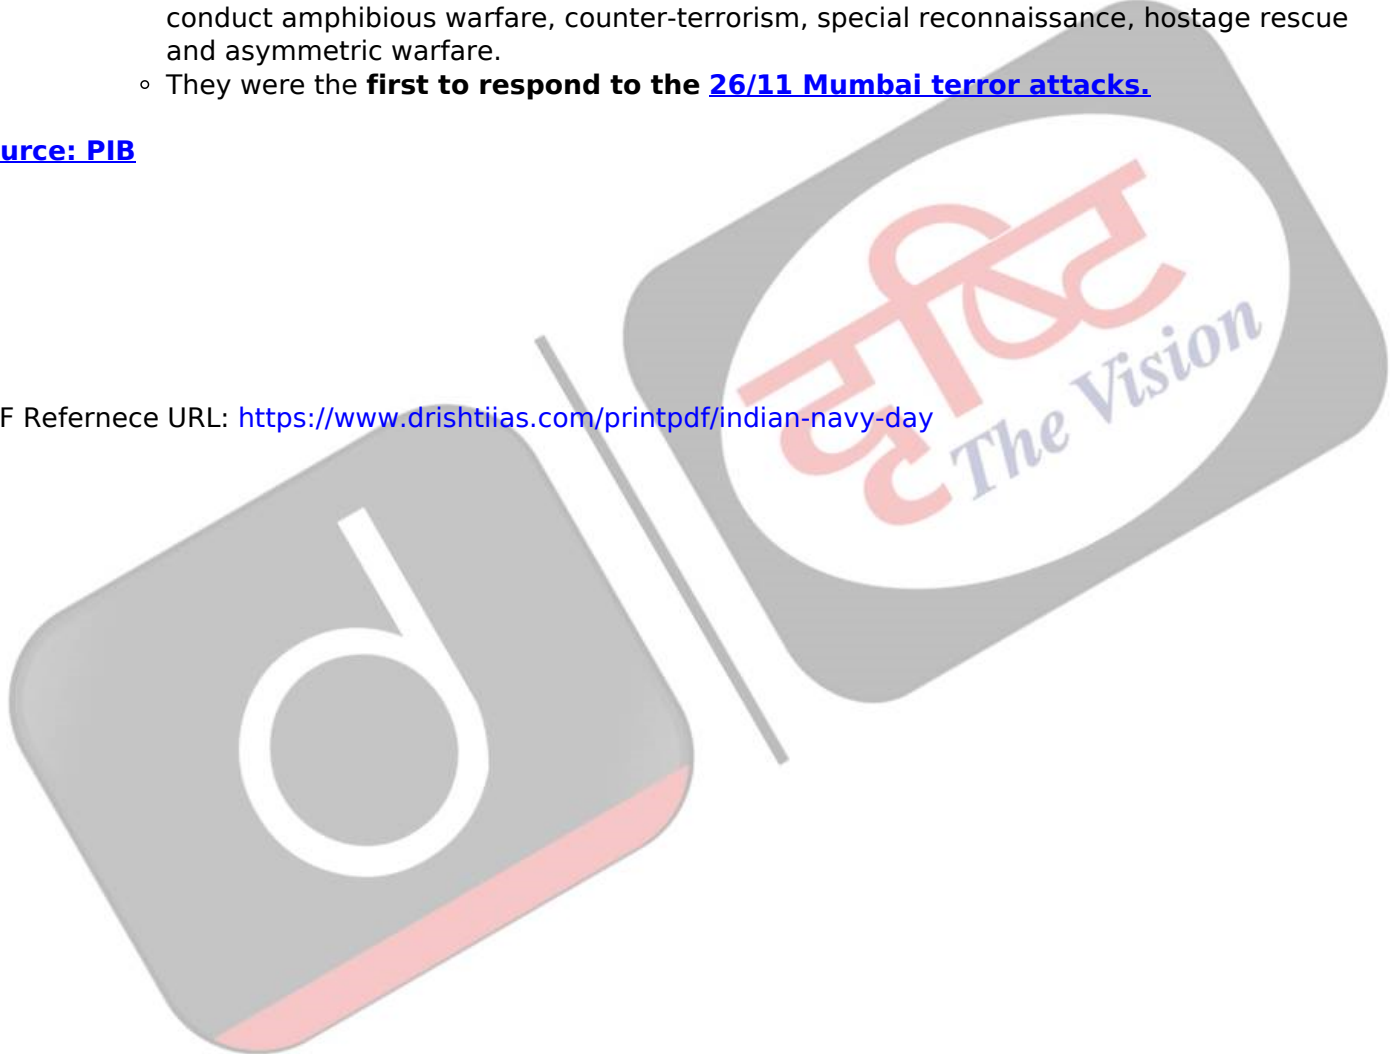 conduct amphibious warfare, counter-terrorism, special reconnaissance, hostage rescue
and asymmetric warfare.
◦ They were the first to respond to the 26/11 Mumbai terror attacks.
urce: PIB
F Refernece URL: https://www.drishtiias.com/printpdf/indian-navy-day
दृष्टि
The Vision
d